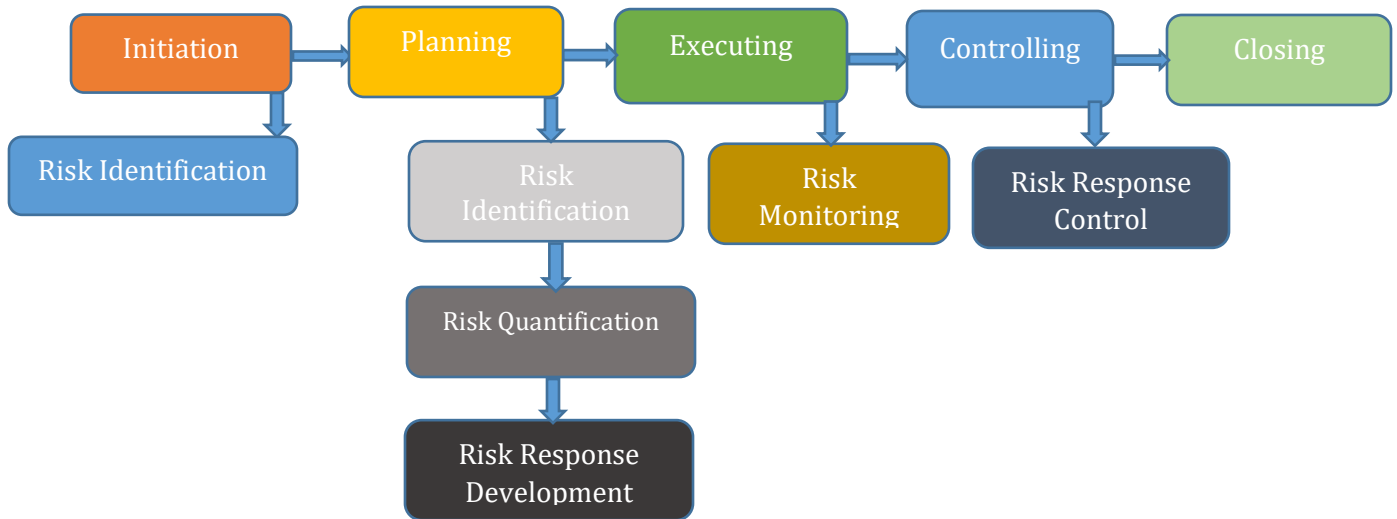 Initiation
Planning
Executing
Controlling
Closing
Risk Identification
Risk
Identification
Risk
Monitoring
Risk Response
Control
Risk Quantification
Risk Response
Development